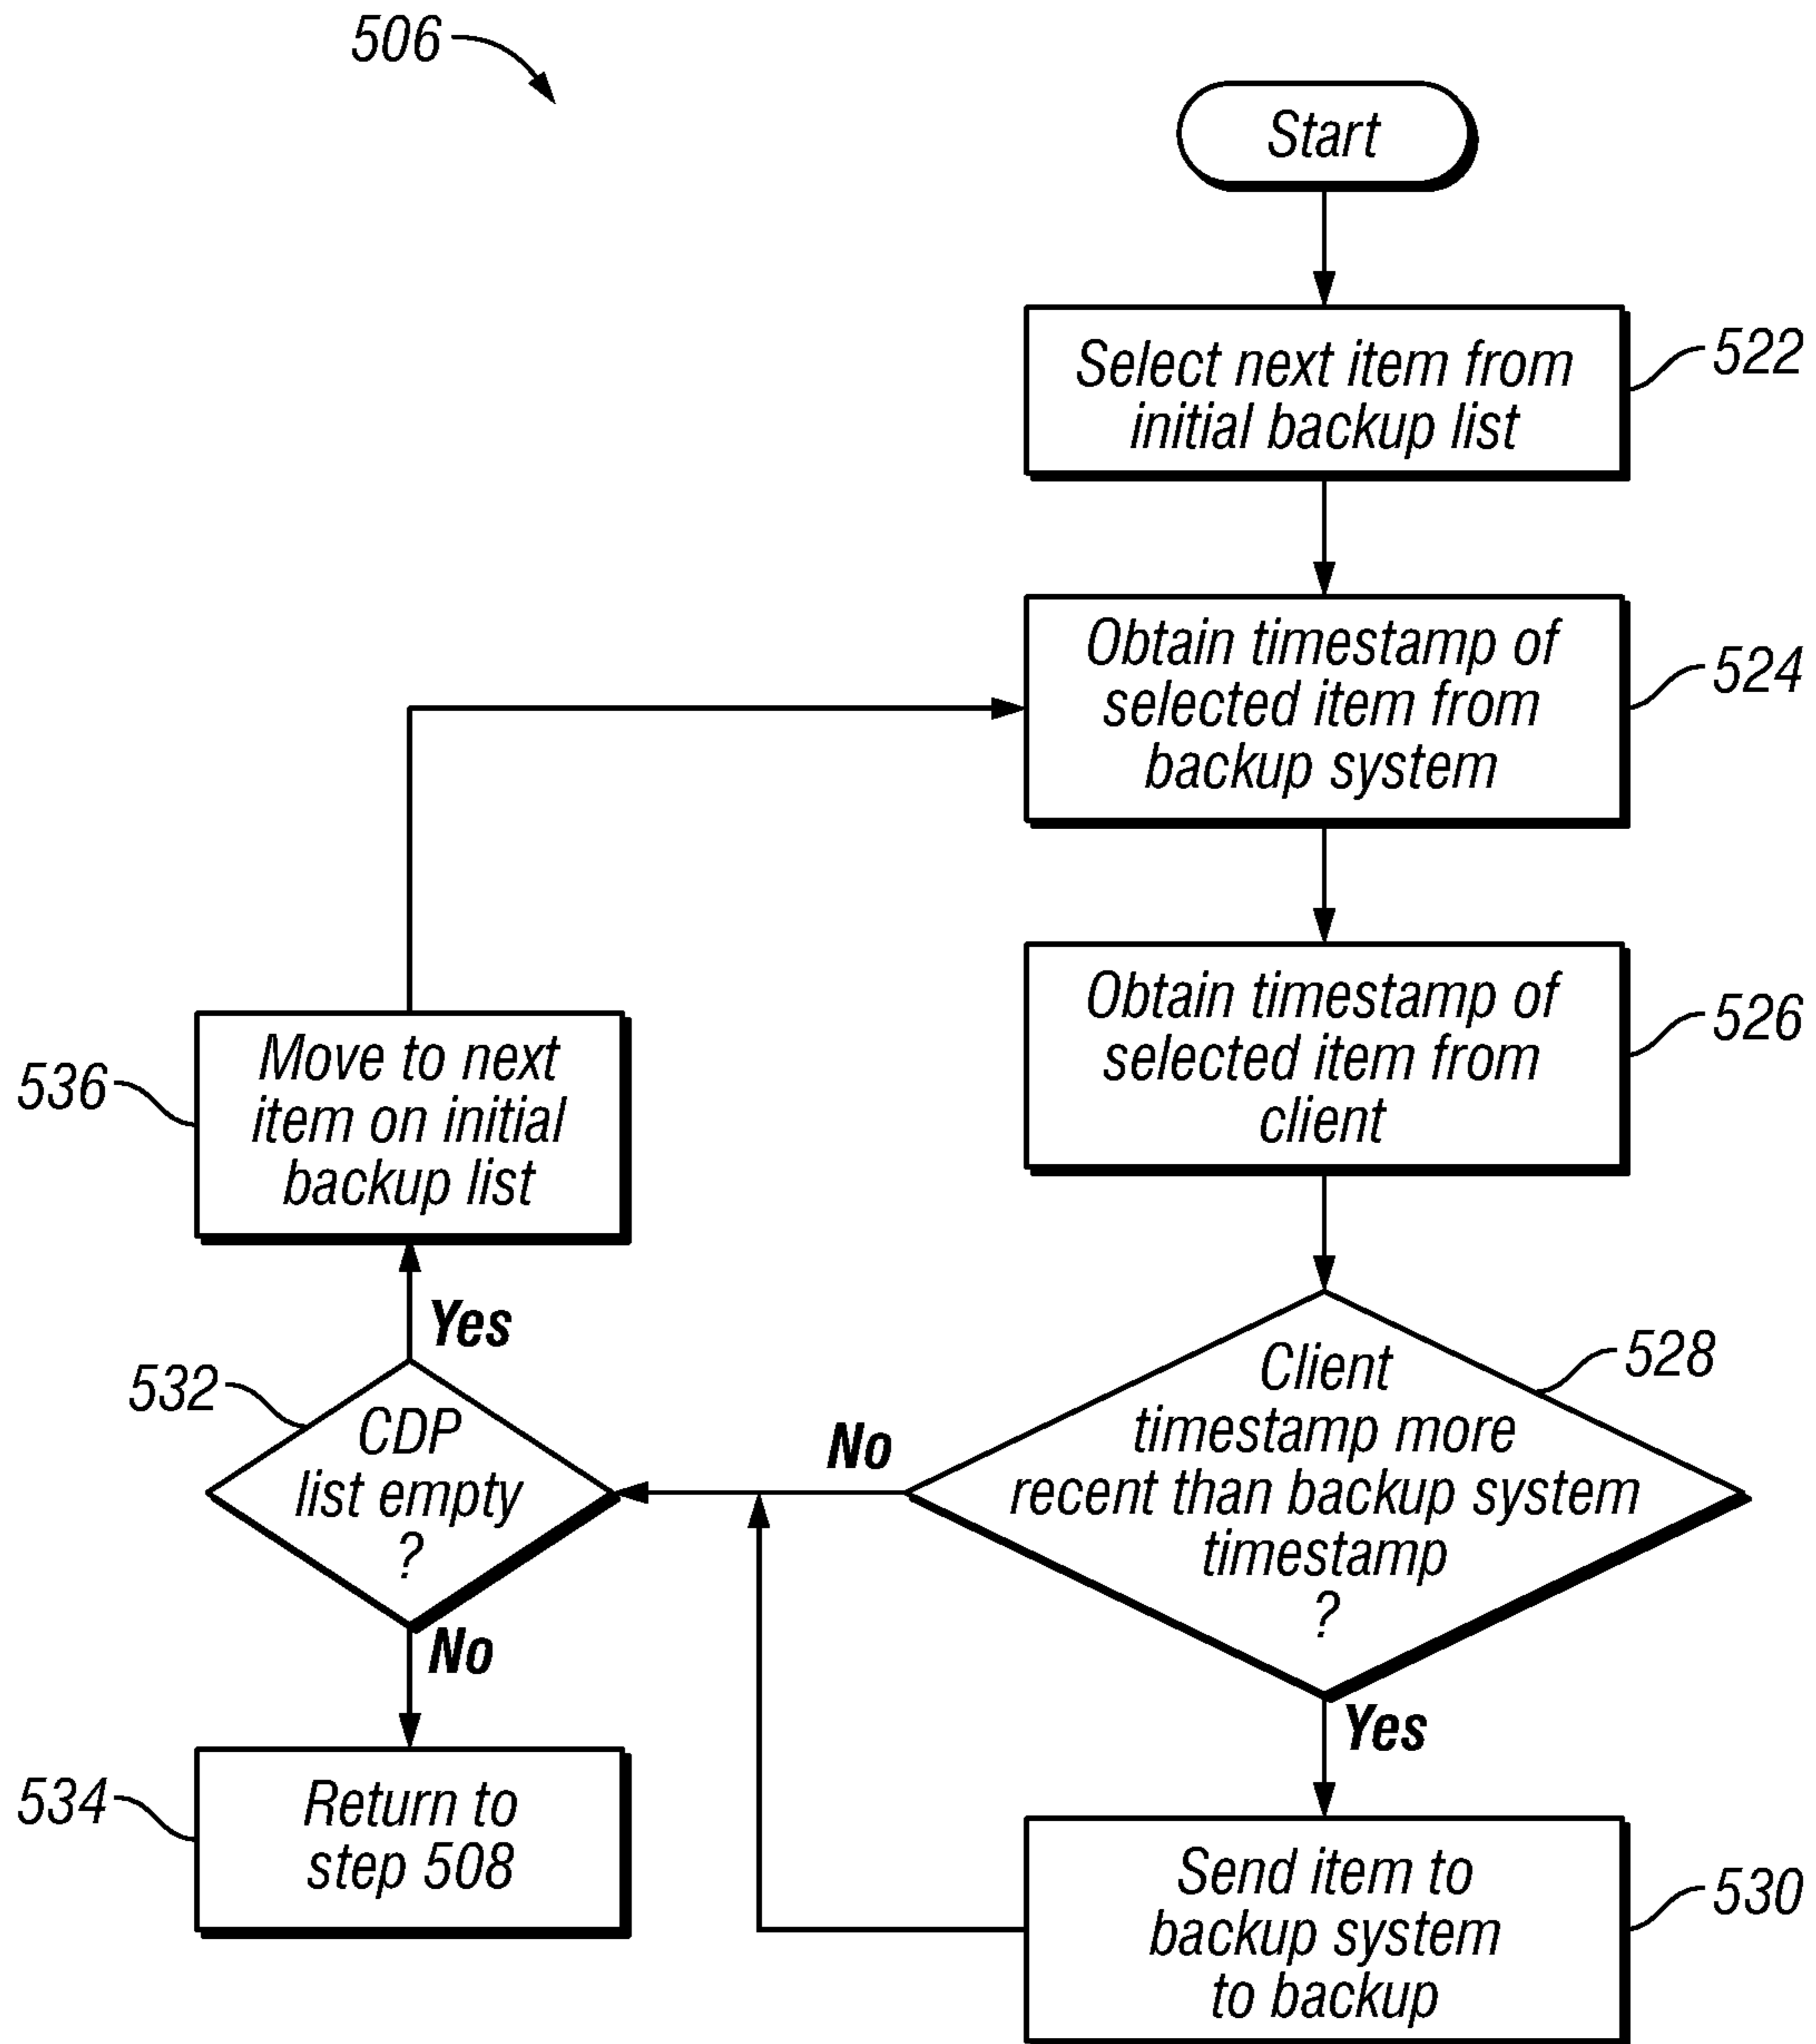 506
Start
Select next item from
initial backup list
522
Obtain timestamp of
selected item from
backup system
524
Obtain timestamp of
selected item from
client
526
Move to next
item on initial
backup list
536
Yes
Client
timestamp more
recent than backup system
timestamp
?
528
No
CDP
list empty
?
532
No
Yes
Return to
step 508
534
Send item to
backup system
to backup
530